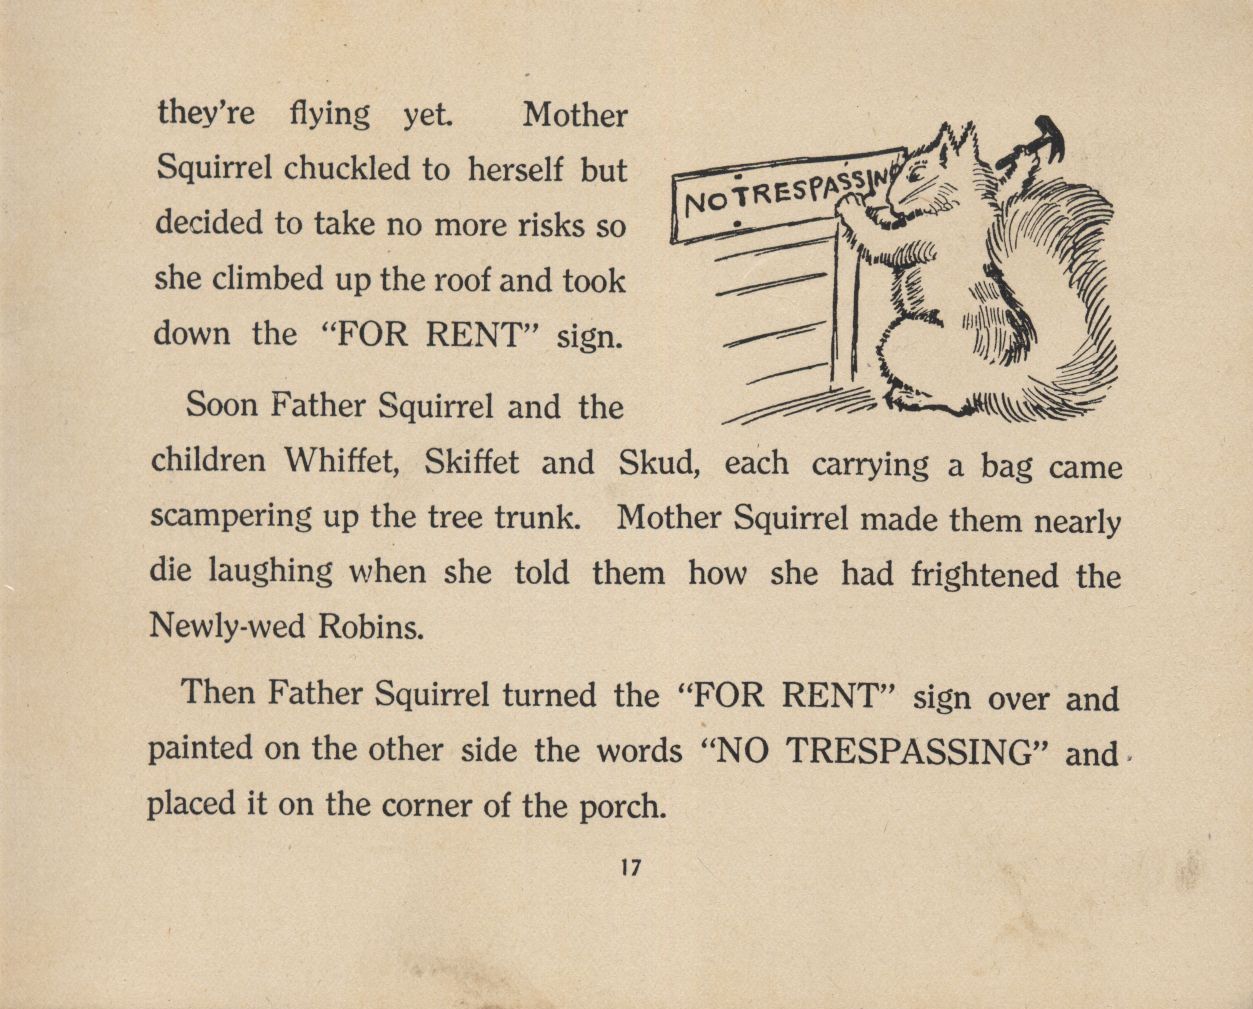 they're flying yet. Mother
Squirrel chuckled to herself but
decided to take no more risks so
she climbed up the roof and took
down the "FOR RENT" sign.
NO TRESPASSING
Soon Father Squirrel and the
children Whiffet, Skiffet and Skud, each carrying a bag came
scampering up the tree trunk. Mother Squirrel made them nearly
die laughing when she told them how she had frightened the
Newly-wed Robins.
Then Father Squirrel turned the "FOR RENT" sign over and
painted on the other side the words "NO TRESPASSING" and
placed it on the corner of the porch.
17